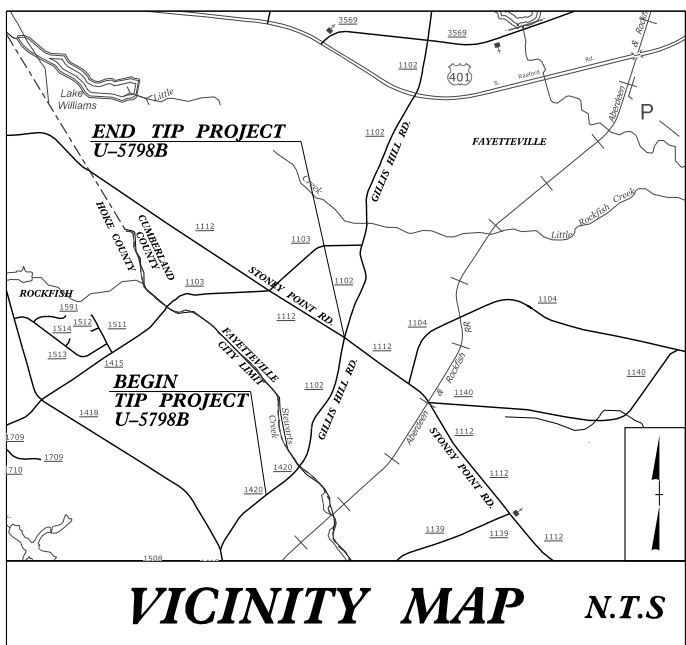 3569
3569
1102
401
S. Raeford Rd.
Aberdeen & Rockfish
Lake Williams
Little
P
END TIP PROJECT
U-5798B
1102
GILLIS HILL RD.
FAYETTEVILLE
Creek
Little Rockfish Creek
HOKE COUNTY
CUMBERLAND COUNTY
1112
1103
1103
1102
STONEY POINT RD.
ROCKFISH
1591
1512
1514
1511
1513
1415
1112
FAYETTEVILLE
CITY LIMIT
1112
1104
1104
RR
1140
1140
BEGIN
TIP PROJECT
U-5798B
1102
GILLIS HILL RD.
Aberdeen & Rockfish
1418
Stewarts Creek
1709
1709
1710
1420
1420
STONEY POINT RD.
1112
1112
1139
1139
1112
1508
VICINITY MAP
N.T.S